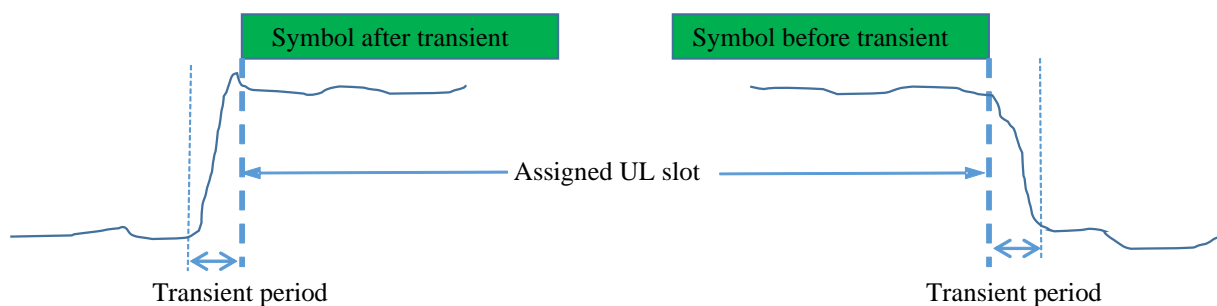 Symbol after transient
Symbol before transient
Assigned UL slot
Transient period
Transient period